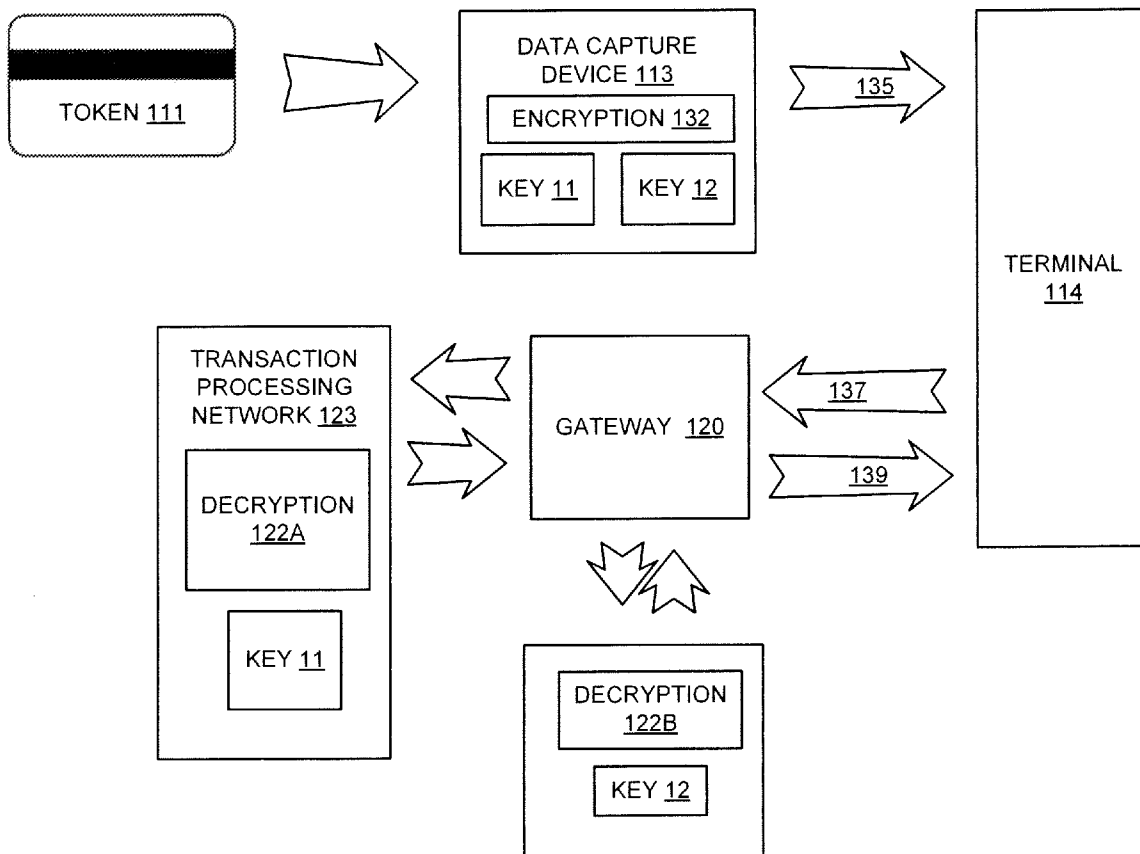 TOKEN 111
DATA CAPTURE
DEVICE 113
ENCRYPTION 132
KEY 11
KEY 12
135
TERMINAL
114
TRANSACTION
PROCESSING
NETWORK 123
DECRYPTION
122A
KEY 11
GATEWAY 120
137
139
DECRYPTION
122B
KEY 12